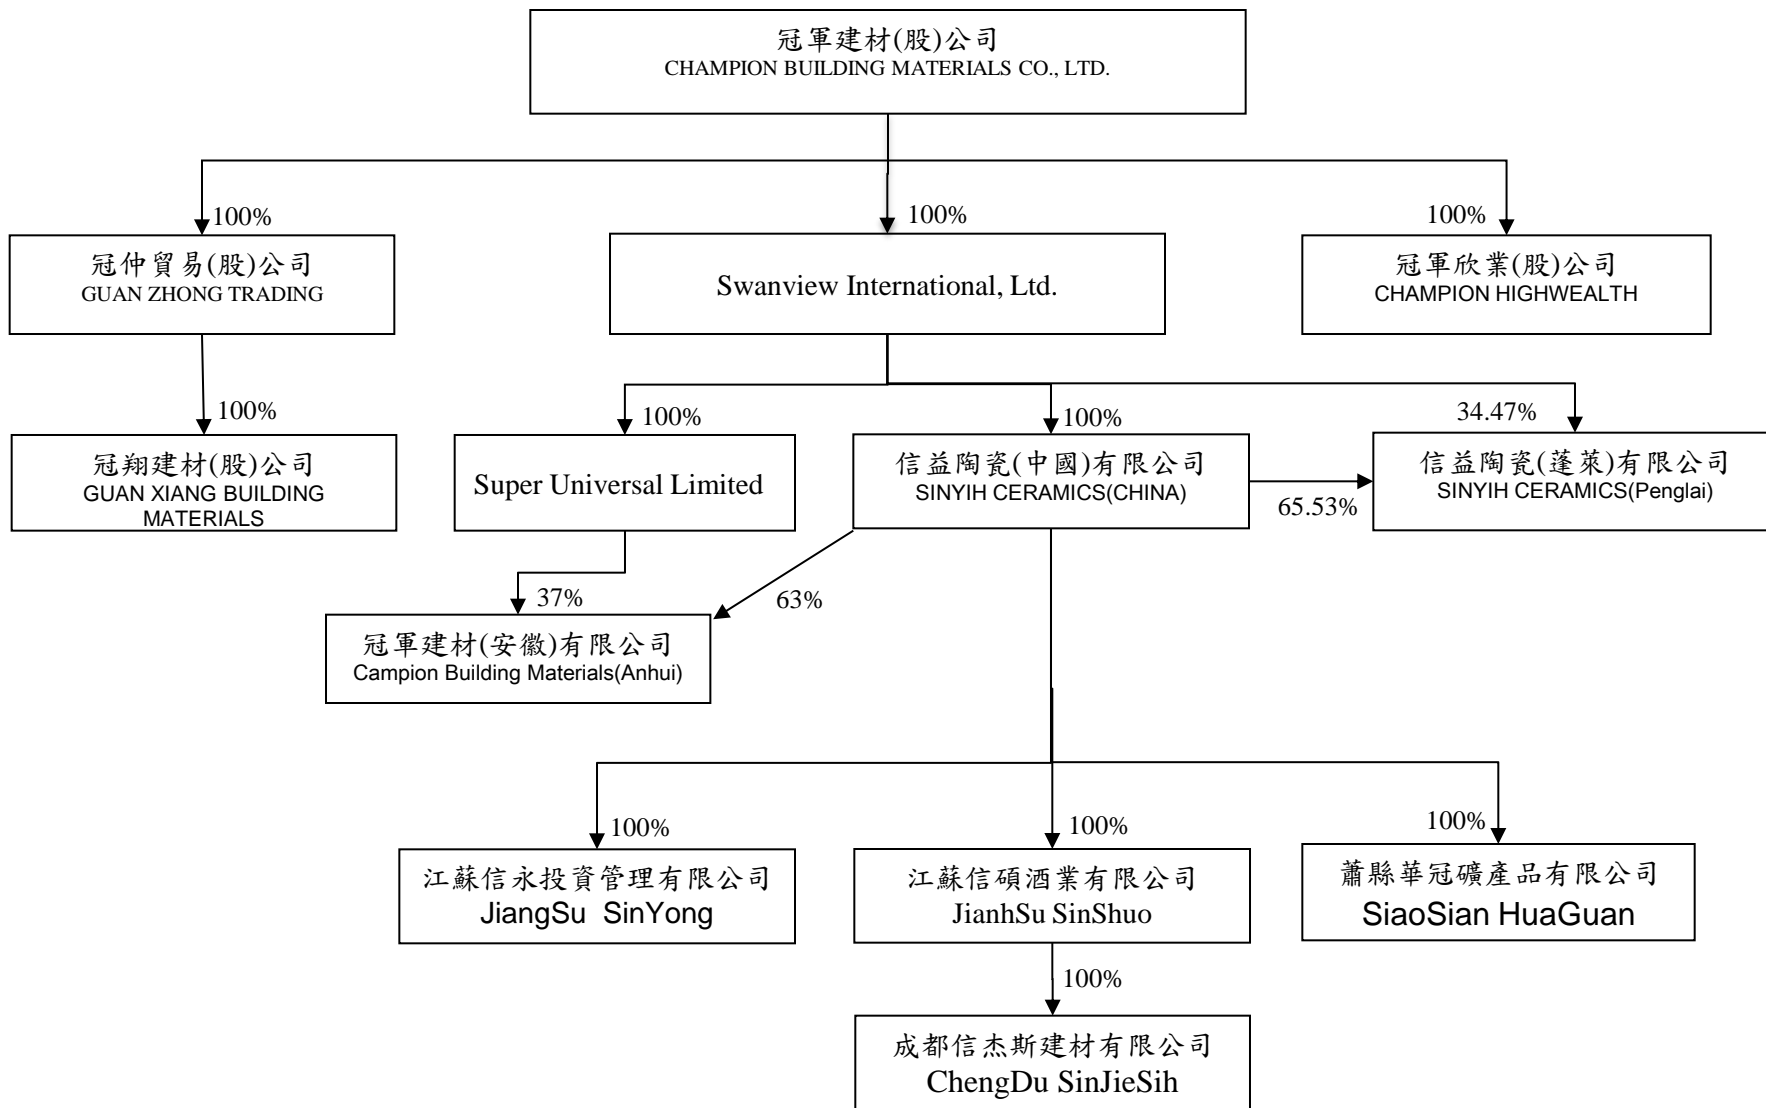 冠軍建材(股)公司
CHAMPION BUILDING MATERIALS CO., LTD.
100%
100%
100%
冠仲貿易(股)公司
GUAN ZHONG TRADING
Swanview International, Ltd.
冠軍欣業(股)公司
CHAMPION HIGHWEALTH
100%
100%
100%
34.47%
冠翔建材(股)公司
GUAN XIANG BUILDING
MATERIALS
Super Universal Limited
信益陶瓷(中國)有限公司
SINYIH CERAMICS(CHINA)
65.53%
信益陶瓷(蓬萊)有限公司
SINYIH CERAMICS(Penglai)
37%
63%
冠軍建材(安徽)有限公司
Campion Building Materials(Anhui)
100%
100%
100%
江蘇信永投資管理有限公司
JiangSu  SinYong
江蘇信碩酒業有限公司
JianhSu SinShuo
蕭縣華冠礦產品有限公司
SiaoSian HuaGuan
100%
成都信杰斯建材有限公司
ChengDu SinJieSih